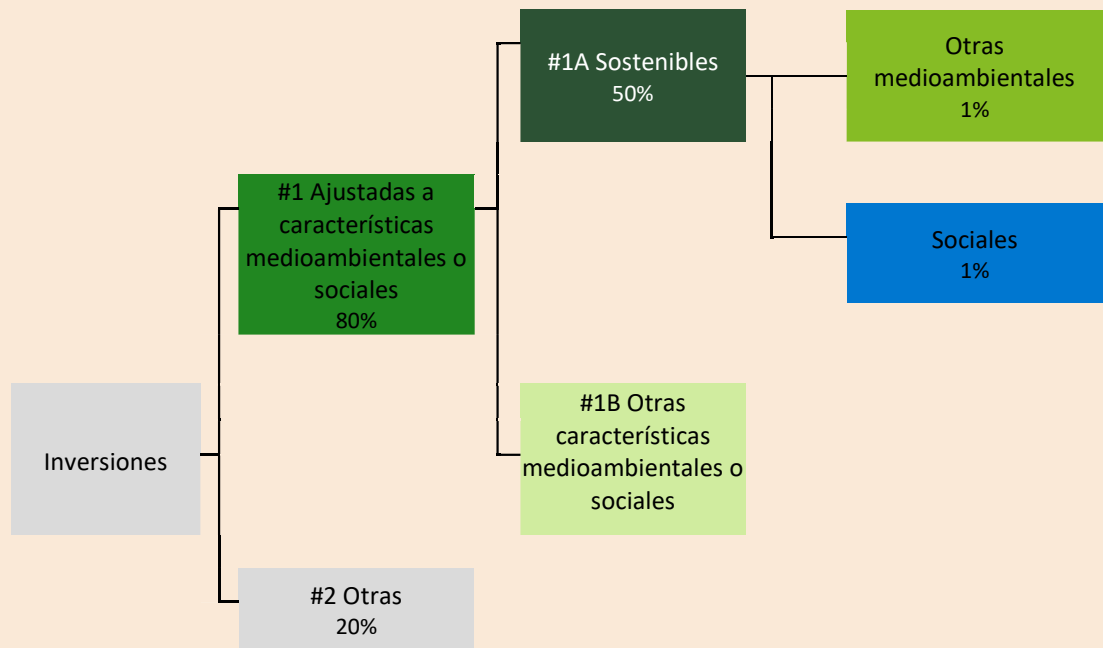 #1A Sostenibles
50%
Otras
medioambientales
1%
#1 Ajustadas a
características
medioambientales o
sociales
80%
Sociales
1%
Inversiones
#1B Otras
características
medioambientales o
sociales
#2 Otras
20%